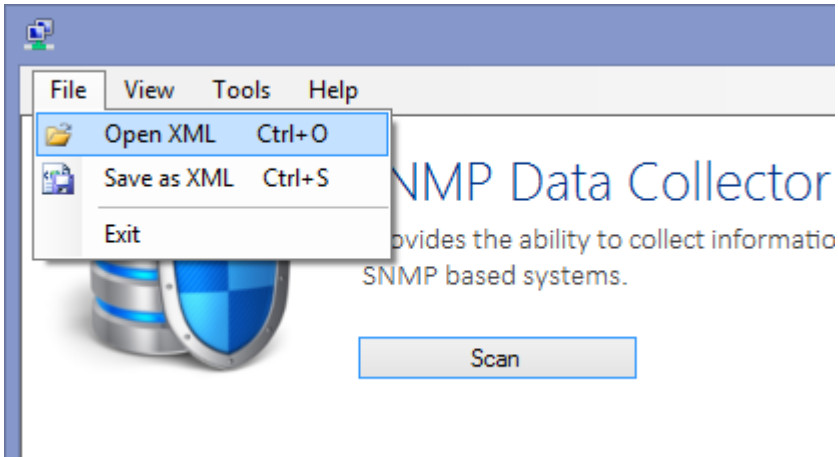 File View Tools Help
Open XML Ctrl+O
Save as XML Ctrl+S
Exit
NMP Data Collector
ovides the ability to collect informatio
SNMP based systems.
Scan